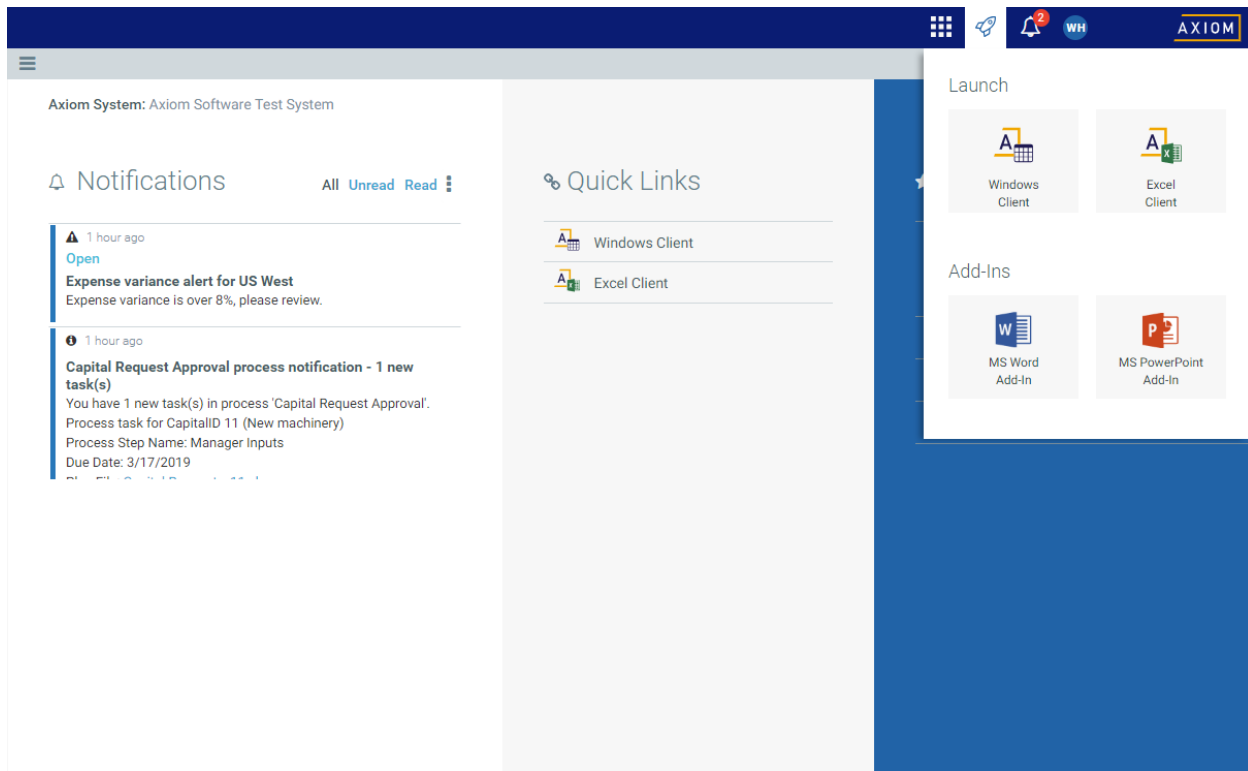 2
WH
AXIOM
Axiom System: Axiom Software Test System
Notifications
All Unread Read
1 hour ago
Open
Expense variance alert for US West
Expense variance is over 8%, please review.
1 hour ago
Capital Request Approval process notification - 1 new
task(s)
You have 1 new task(s) in process 'Capital Request Approval'.
Process task for CapitalID 11 (New machinery)
Process Step Name: Manager Inputs
Due Date: 3/17/2019
Quick Links
Windows Client
Excel Client
Launch
Windows
Client
Excel
Client
Add-Ins
MS Word
Add-In
MS PowerPoint
Add-In